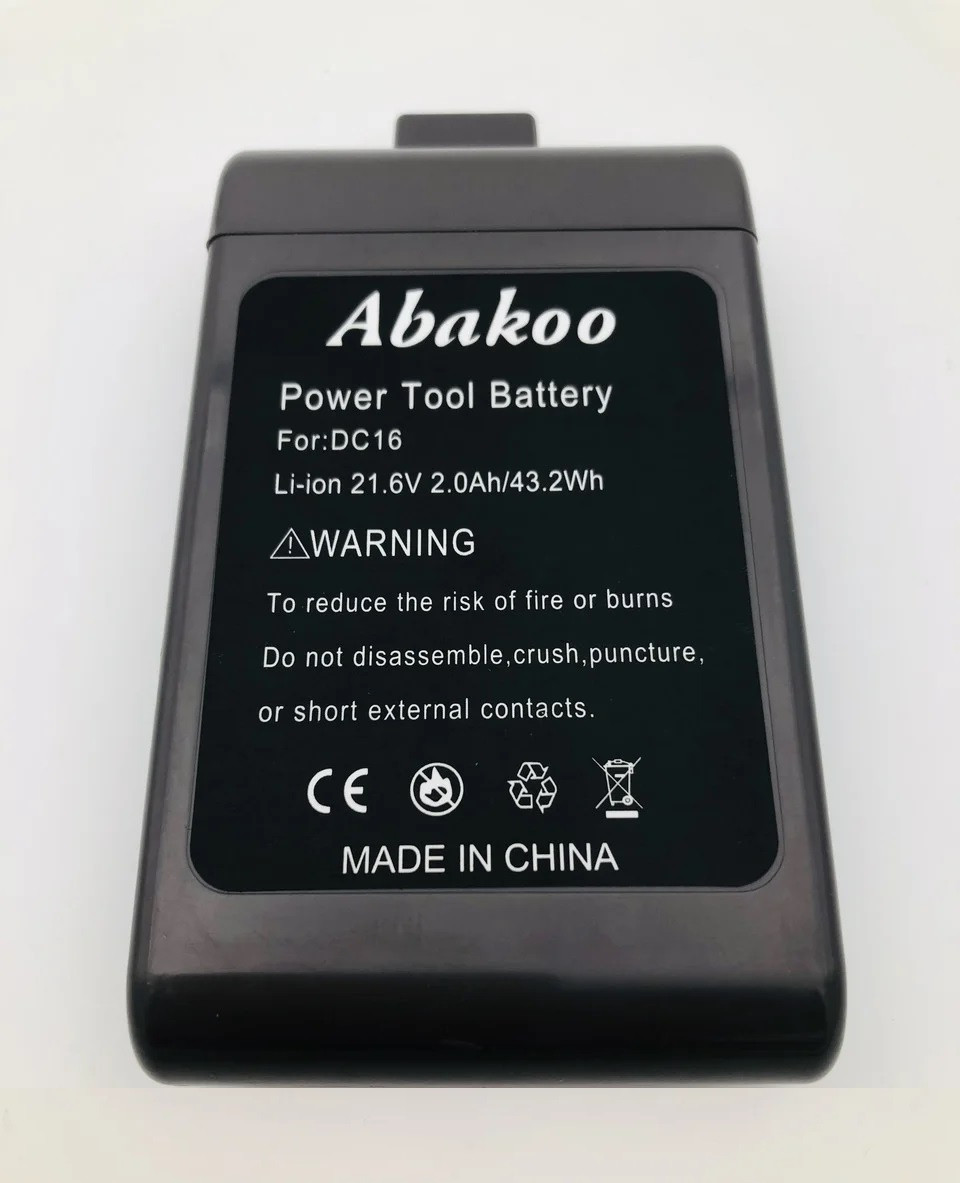 Abakoo
Power Tool Battery
For:DC16
Li-ion 21.6V 2.0Ah/43.2Wh
⚠WARNING
To reduce the risk of fire or burns
Do not disassemble,crush,puncture,
or short external contacts.
CE
MADE IN CHINA